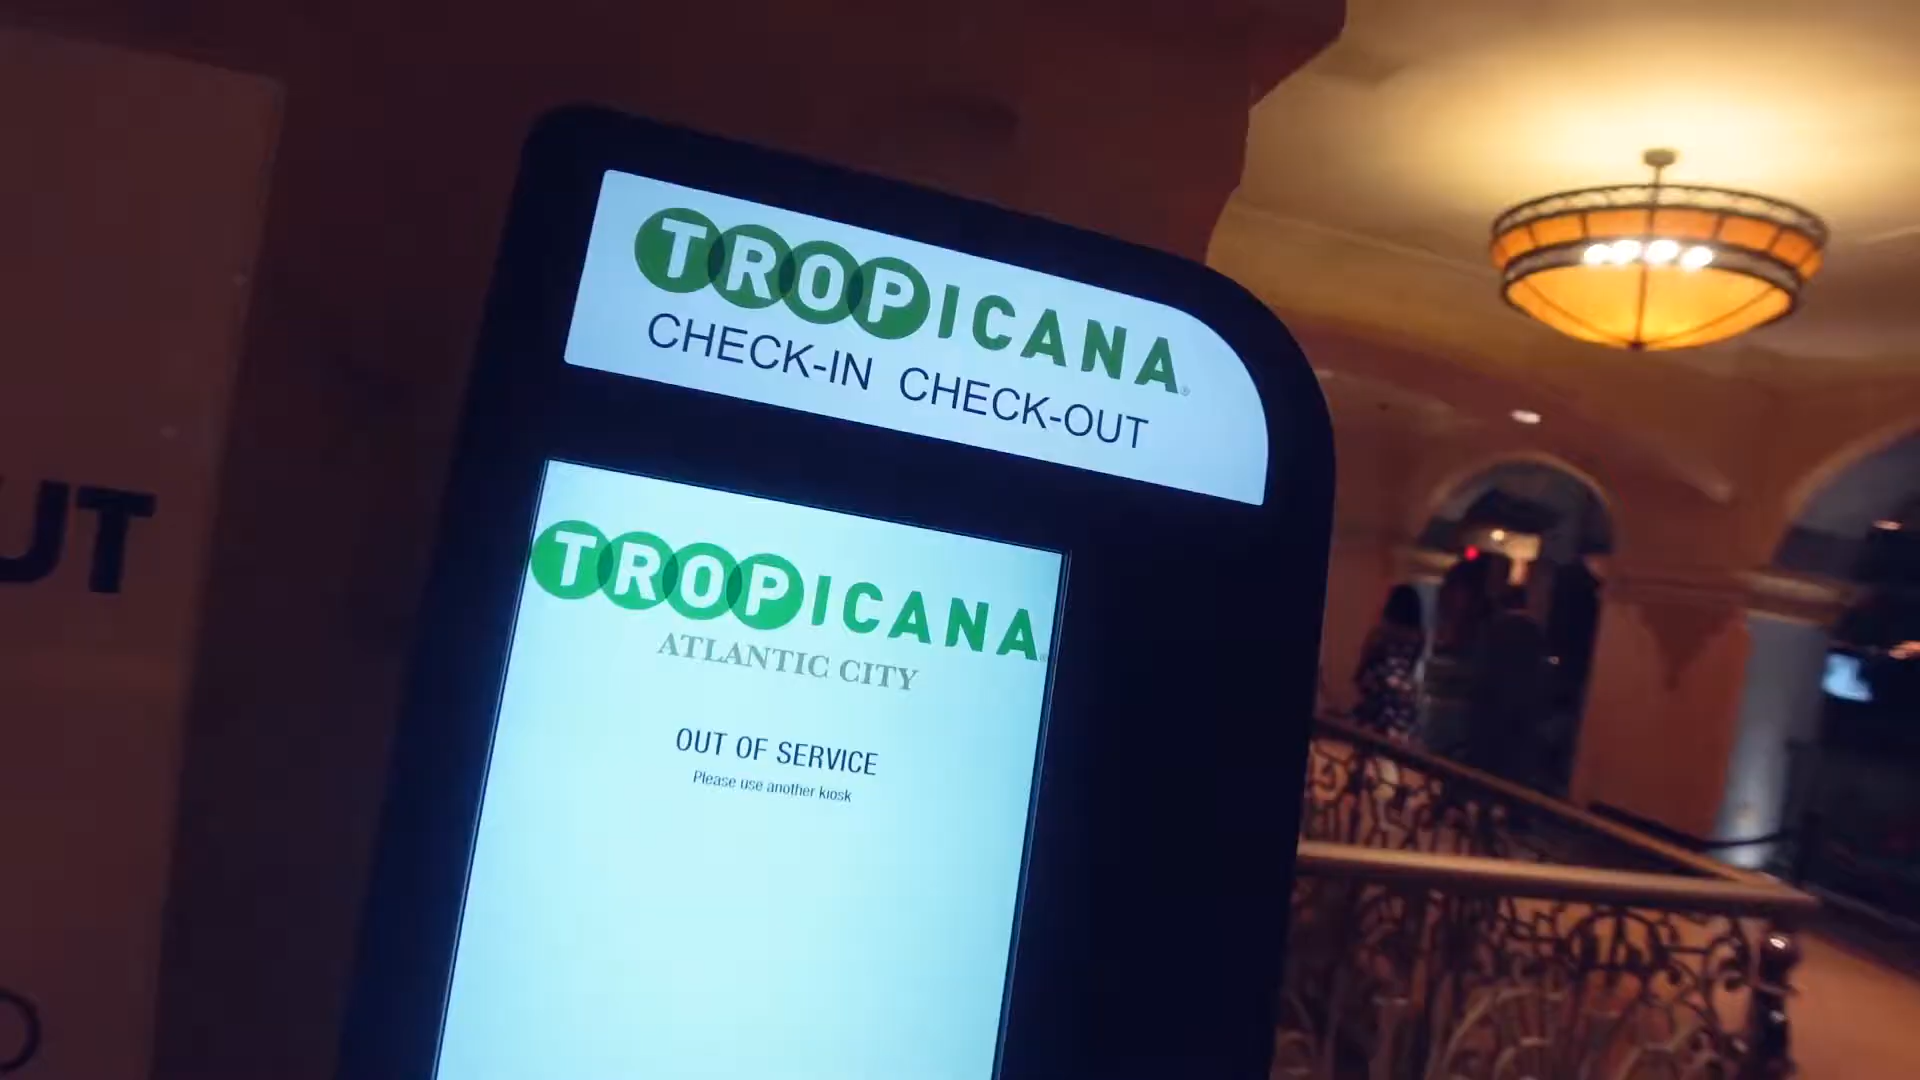 TROPICANA
CHECK-IN CHECK-OUT
TROPICANA
ATLANTIC CITY
OUT OF SERVICE
Please use another kiosk
UT